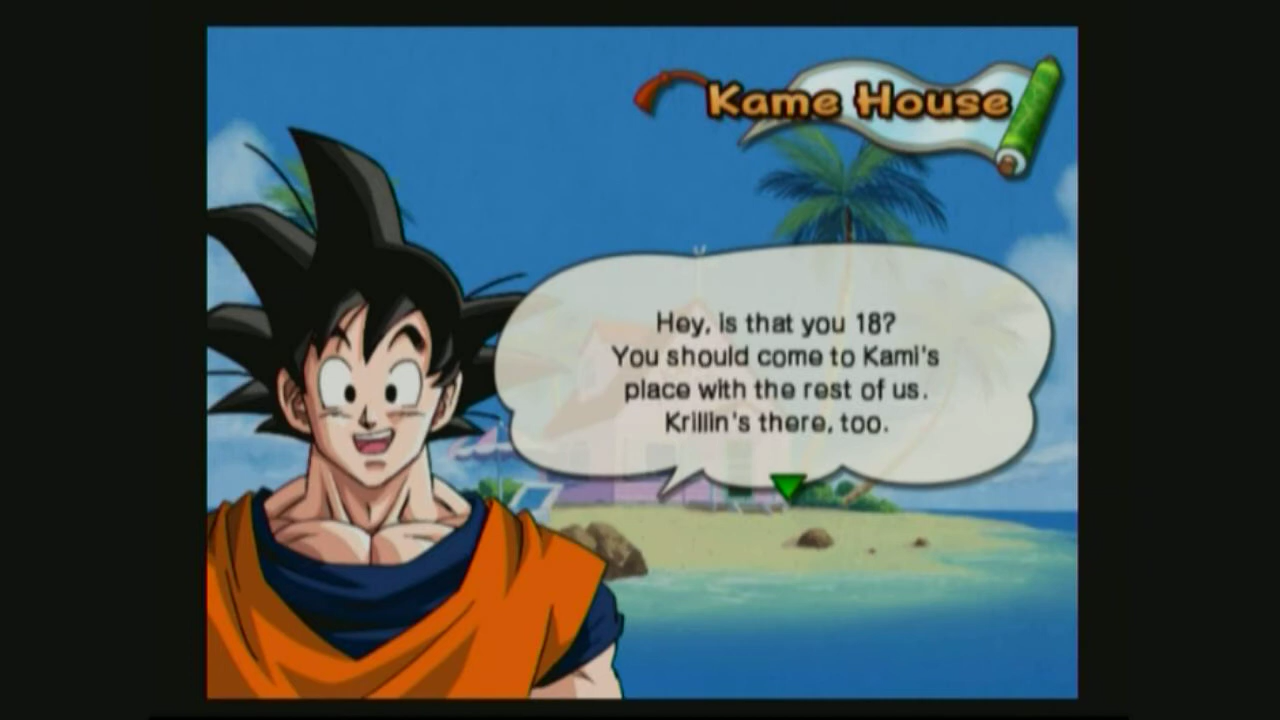 Kame House
Hey, is that you 18?
You should come to Kami's
place with the rest of us.
Krillin's there, too.